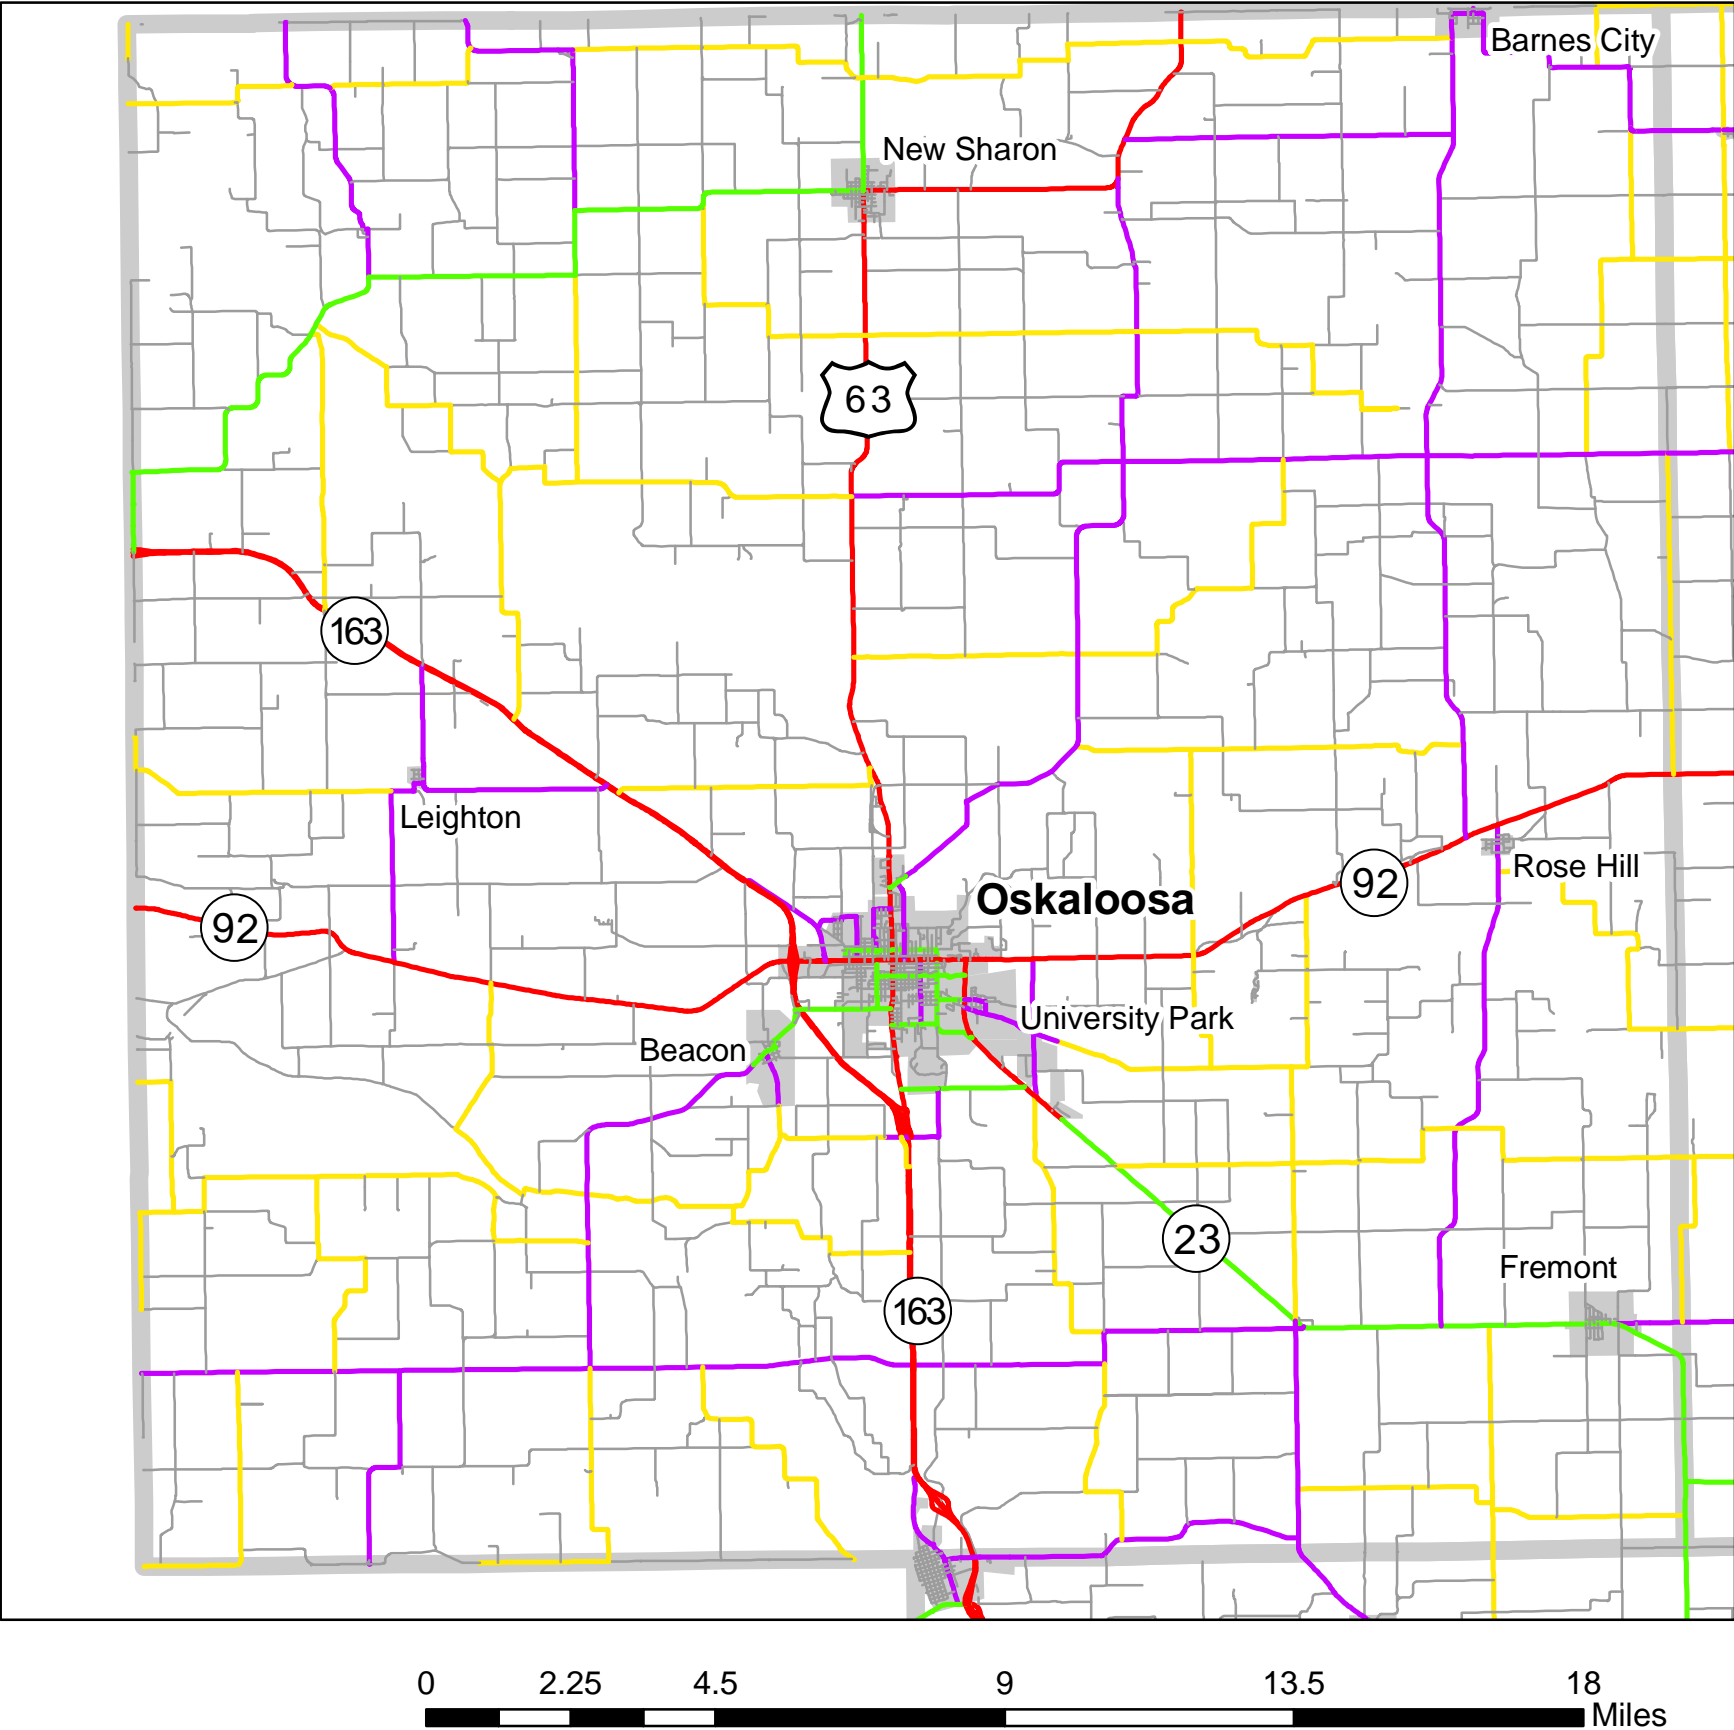 Barnes City
New Sharon
63
163
Leighton
92
Rose Hill
Oskaloosa
92
University Park
Beacon
23
Fremont
163
0 2.25 4.5 9 13.5 18
Miles